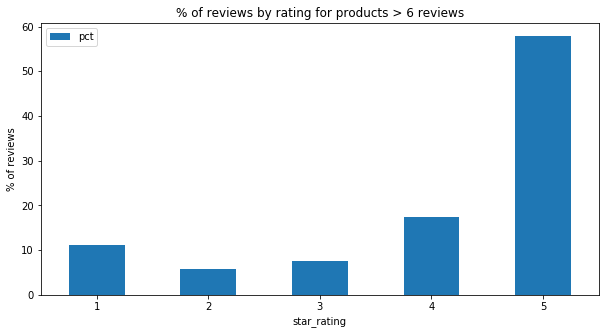 % of reviews by rating for products > 6 reviews
pct
% of reviews
60
50
40
30
20
10
0
1 2 3 4 5
star_rating